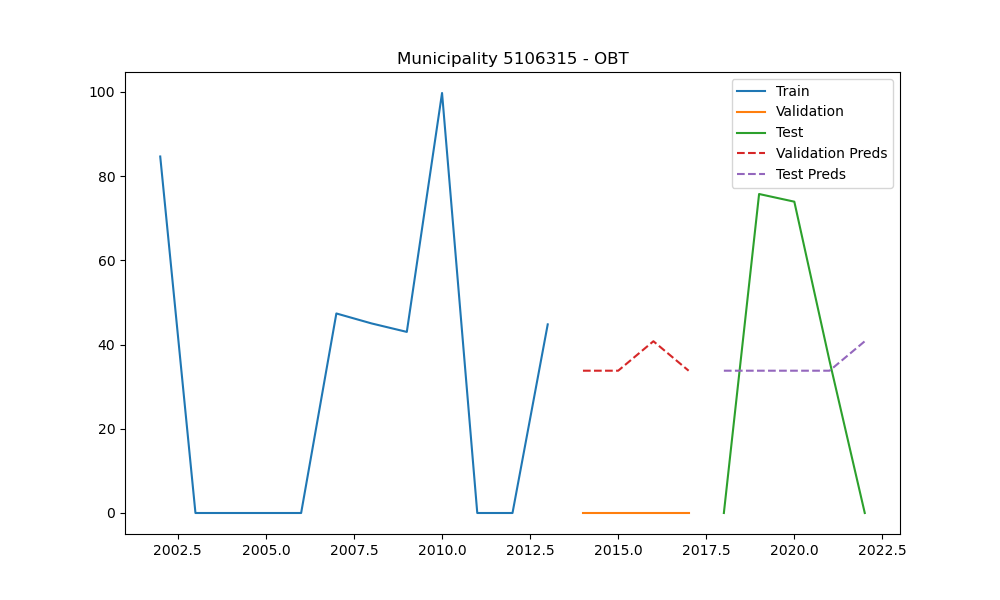 Municipality 5106315 - OBT
100
80
60
40
20
0
2002.5 2005.0 2007.5 2010.0 2012.5 2015.0 2017.5 2020.0 2022.5
Train
Validation
Test
Validation Preds
Test Preds